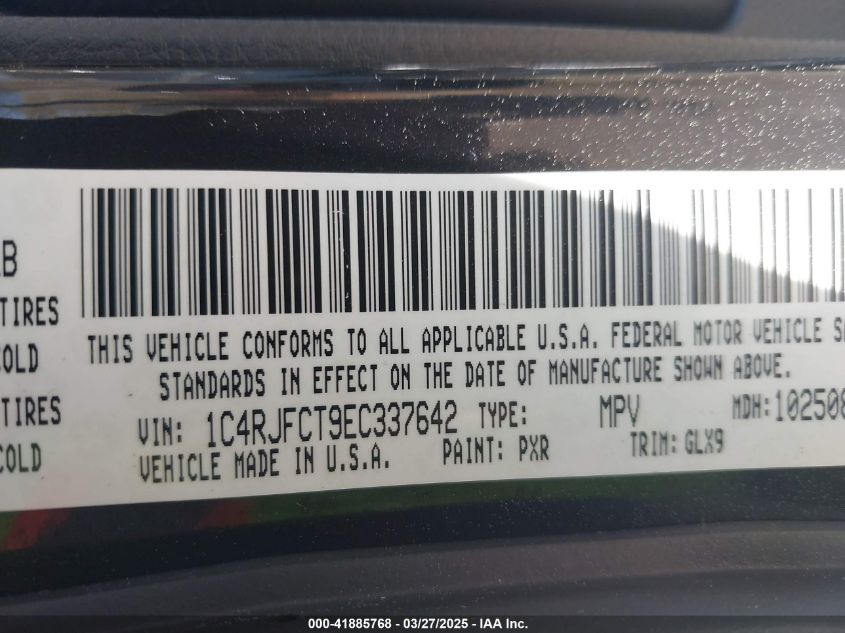 B
TIRES
COLD
TIRES
COLD
THIS VEHICLE CONFORMS TO ALL APPLICABLE U.S.A. FEDERAL MOTOR VEHICLE SA
STANDARDS IN EFFECT ON THE DATE OF MANUFACTURE SHOWN ABOVE.
VIN: 1C4RJFCT9EC337642 TYPE: MPV MDH:102508
VEHICLE MADE IN U.S.A. PAINT: PXR TRIM: GLX9
000-41885768 — 03/27/2025 — IAA Inc.